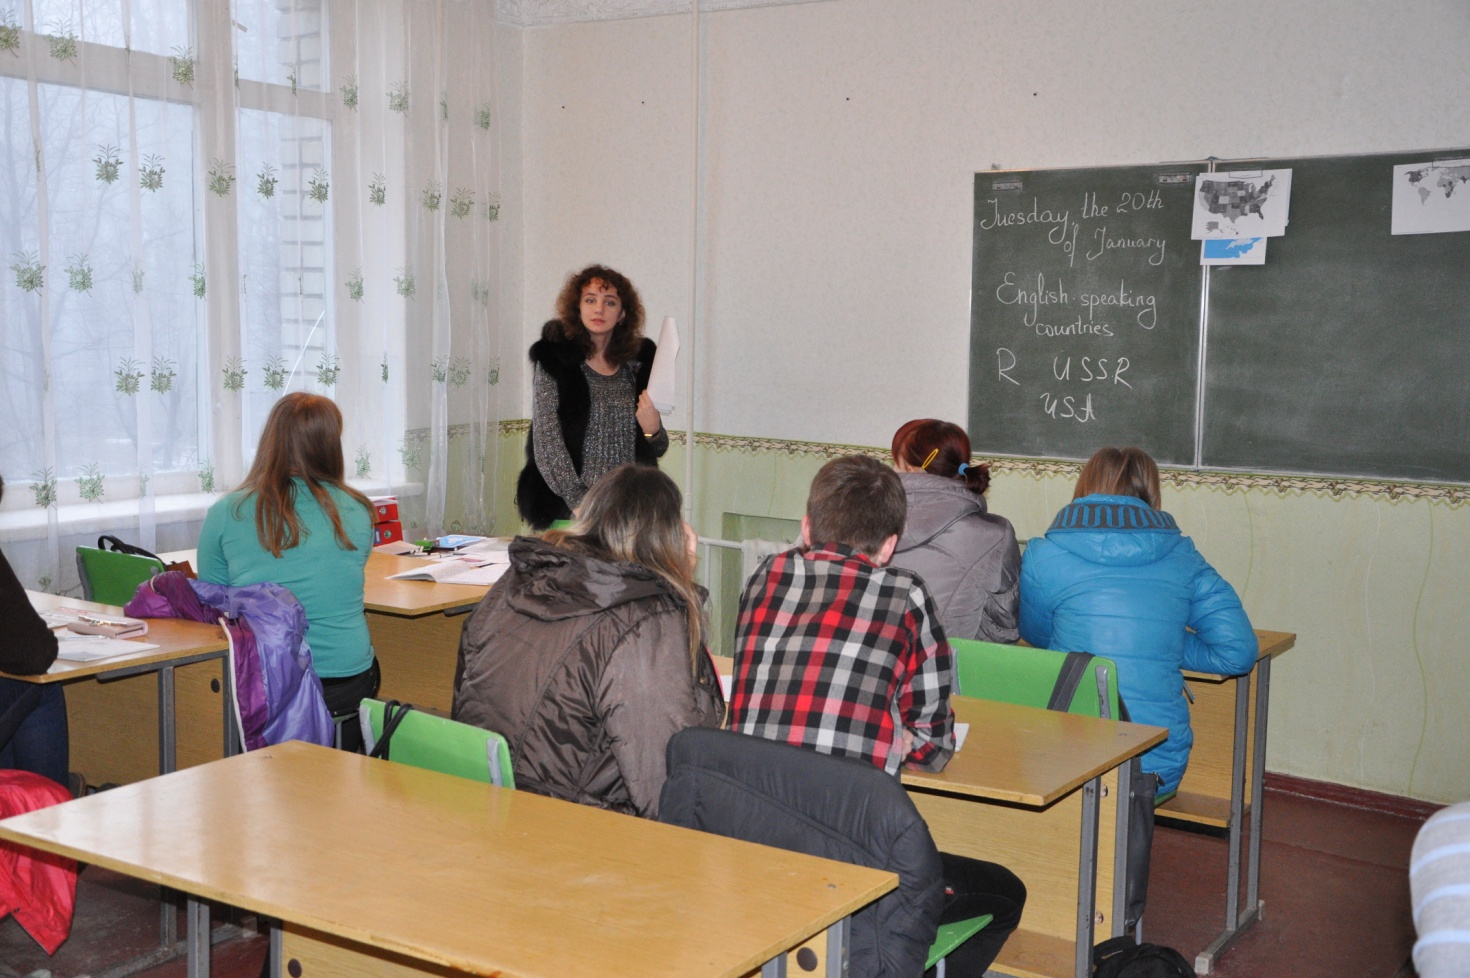 Tuesday, the 20th
of January
English-speaking
countries
R USSR
USA